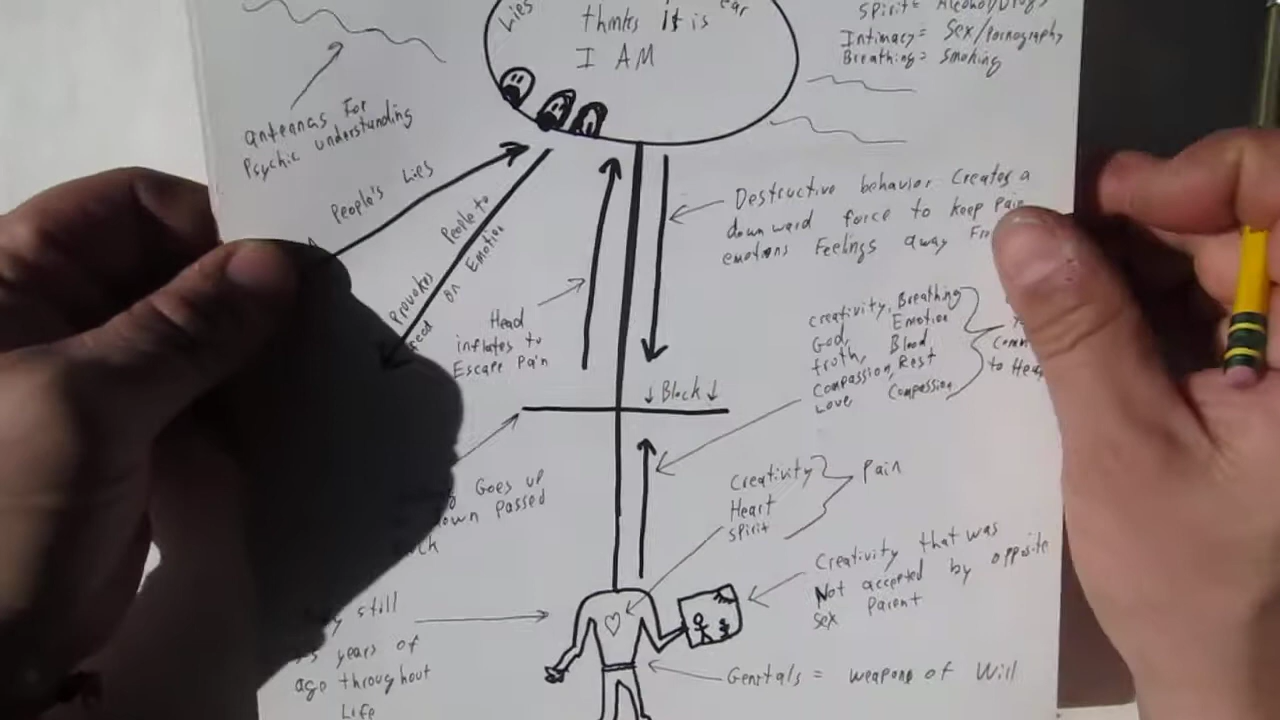 Lies
thinks it is
I AM
ear
Spirit = Alcohol/Drugs
Intimacy = Sex/Pornography
Breathing = Smoking
antennas For
Psychic understanding
People's Lies
People to
Emotion
Provokes
on
Destructive behavior Creates a
downward force to keep Pain
emotions Feelings away
Head
inflates to
Escape Pain
creativity, Breathing
God, Emotion
truth, Blood
Compassion, Rest
Love Compassion
to
↓ Block ↓
Goes up
Passed
Creativity
Heart
Spirit
Pain
Creativity that was
Not accepted by opposite
Sex Parent
still
years of
age throughout
Life
Genitals = weapons of Will